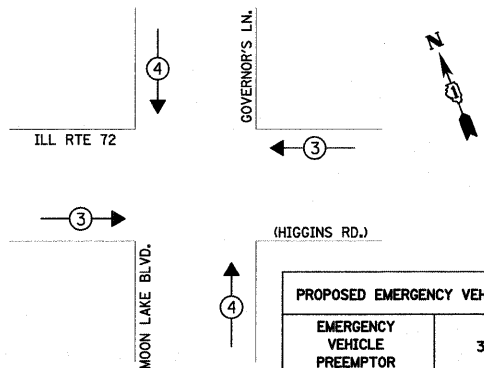 GOVERNOR'S LN.
N
1
4
ILL RTE 72
3
3
(HIGGINS RD.)
MOON LAKE BLVD.
4
PROPOSED EMERGENCY VEH
EMERGENCY
VEHICLE
PREEMPTOR
3